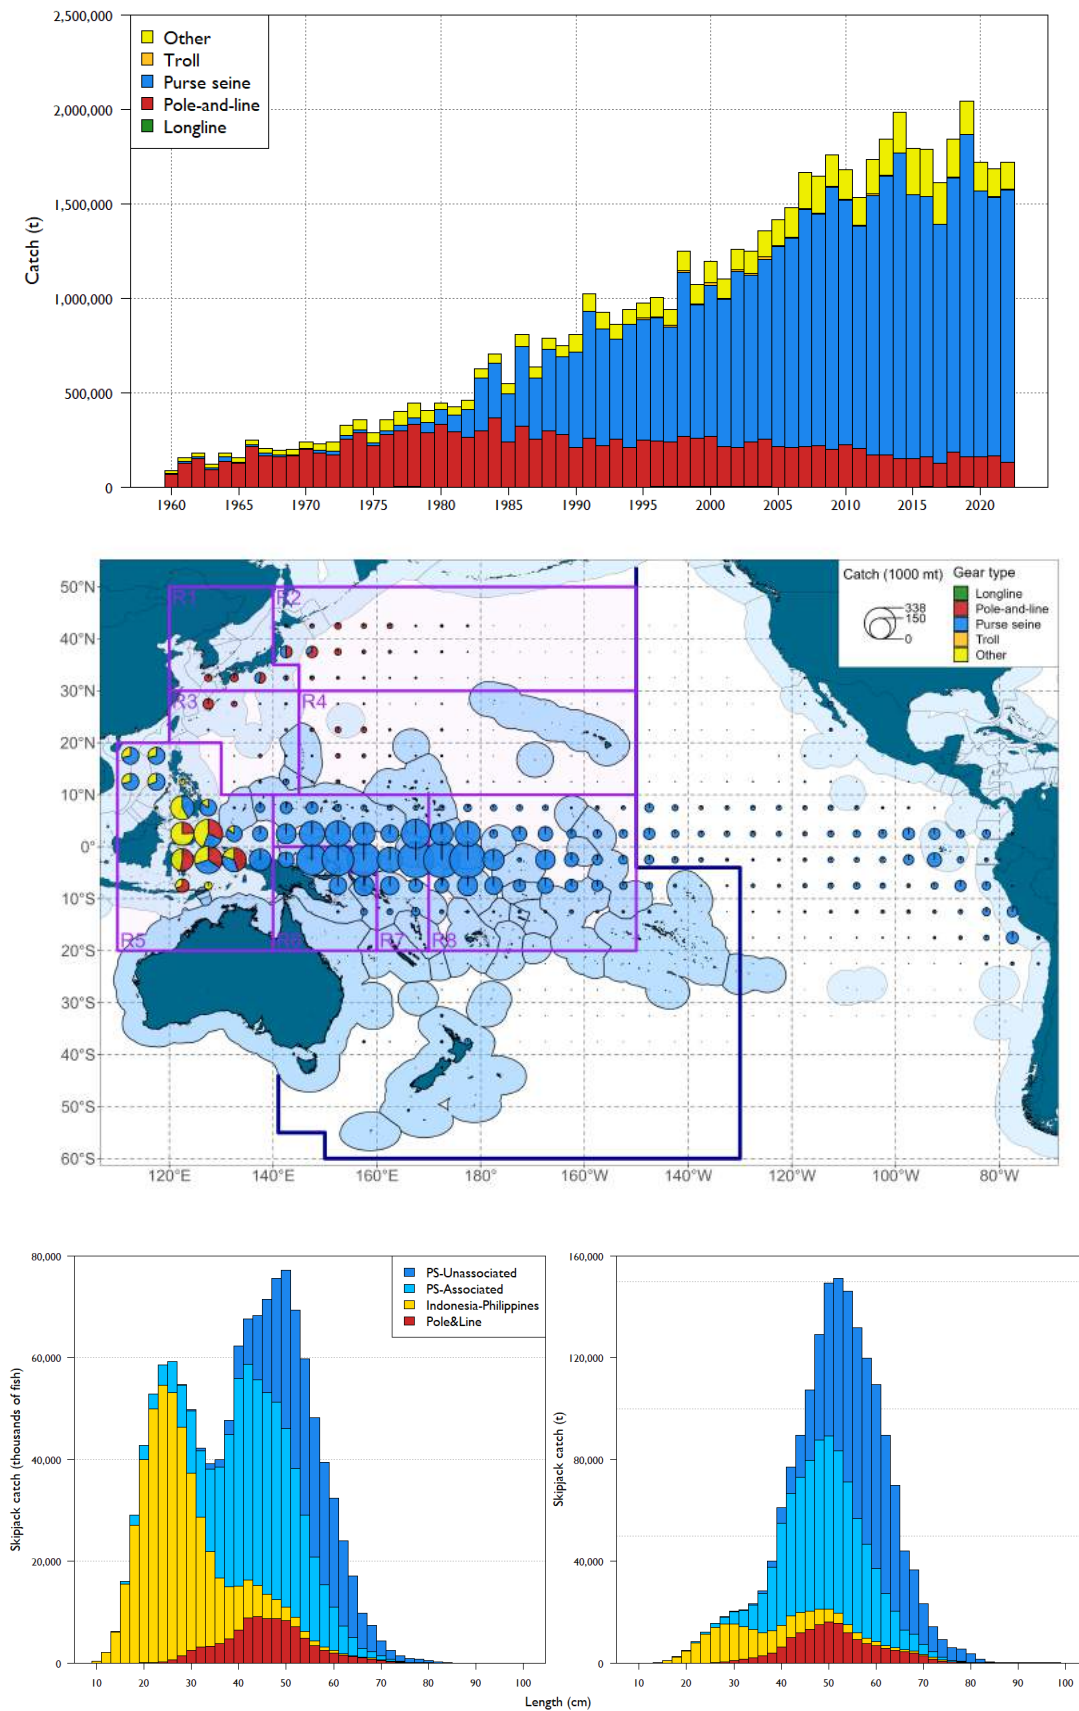 2,500,000
Other
Troll
Purse seine
Pole-and-line
Longline
2,000,000
1,500,000
1,000,000
500,000
0
Catch (t)
1960 1965 1970 1975 1980 1985 1990 1995 2000 2005 2010 2015 2020
Catch (1000 mt)
338
150
0
Gear type
Longline
Pole-and-line
Purse seine
Troll
Other
50°N
40°N
30°N
20°N
10°N
0°
10°S
20°S
30°S
40°S
50°S
60°S
R1
R2
R3
R4
R5
R6
R7
R8
120°E 140°E 160°E 180° 160°W 140°W 120°W 100°W 80°W
80,000
60,000
40,000
20,000
0
Skipjack catch (thousands of fish)
PS-Unassociated
PS-Associated
Indonesia-Philippines
Pole&Line
10 20 30 40 50 60 70 80 90 100
160,000
120,000
80,000
40,000
0
Skipjack catch (t)
10 20 30 40 50 60 70 80 90 100
Length (cm)